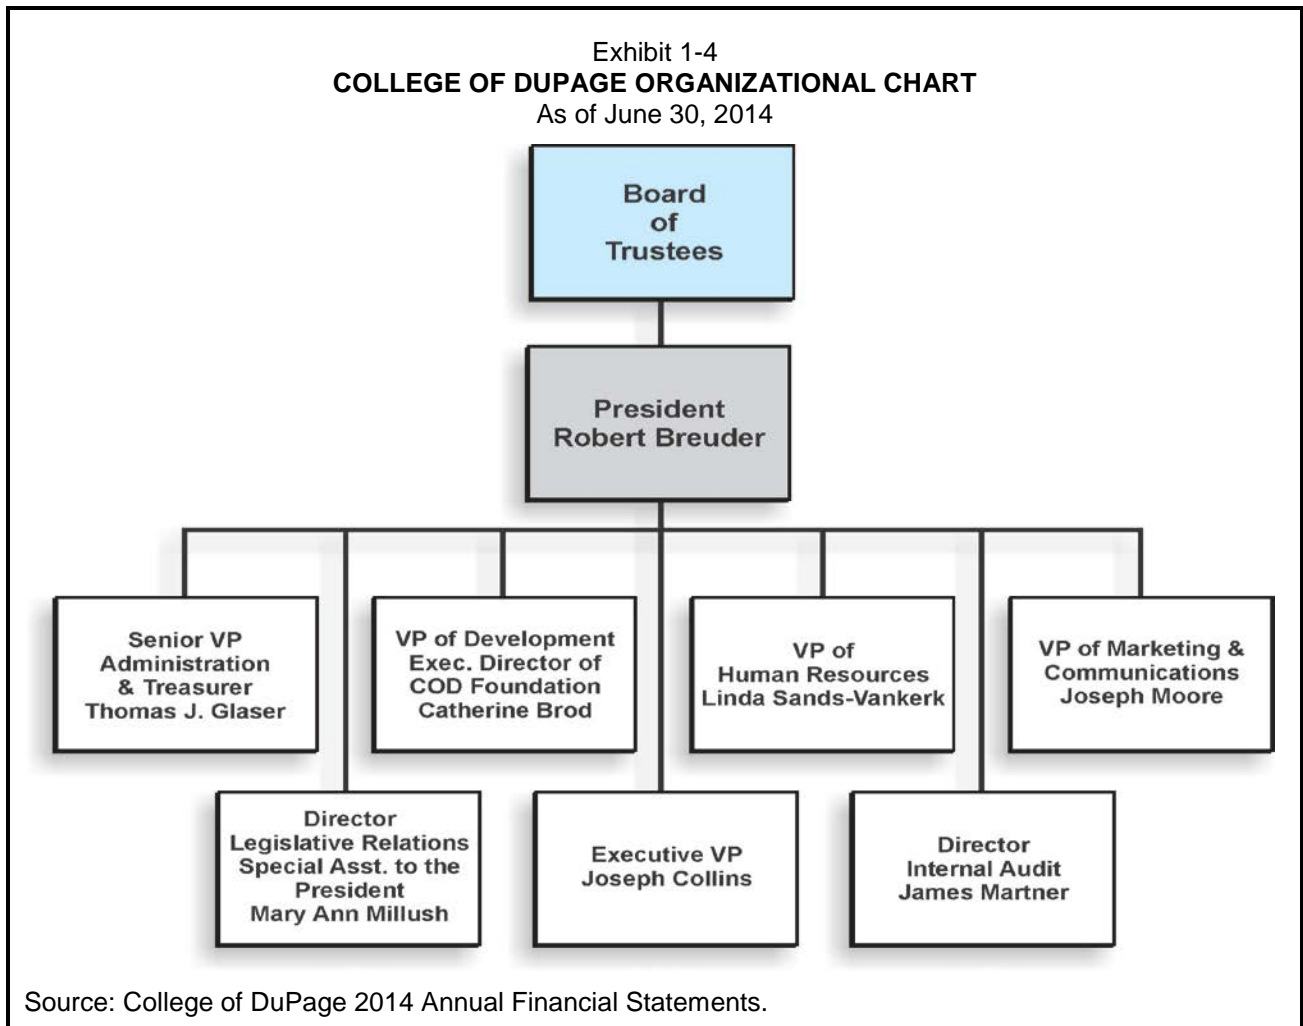 Exhibit 1-4
COLLEGE OF DUPAGE ORGANIZATIONAL CHART
As of June 30, 2014
Board
of
Trustees
President
Robert Breuder
Senior VP
Administration
& Treasurer
Thomas J. Glaser
VP of Development
Exec. Director of
COD Foundation
Catherine Brod
VP of
Human Resources
Linda Sands-Vankerk
VP of Marketing &
Communications
Joseph Moore
Director
Legislative Relations
Special Asst. to the
President
Mary Ann Millush
Executive VP
Joseph Collins
Director
Internal Audit
James Martner
Source: College of DuPage 2014 Annual Financial Statements.